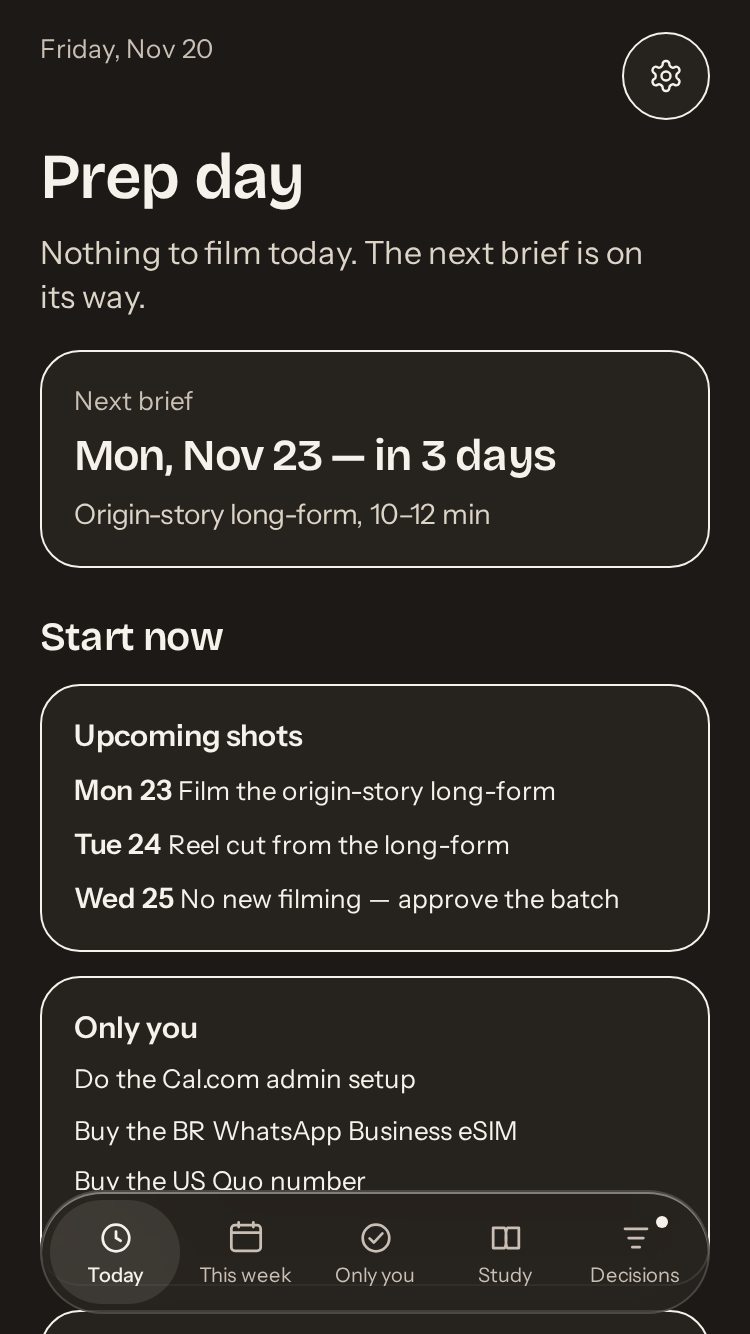 Friday, Nov 20
Prep day
Nothing to film today. The next brief is on
its way.
Next brief
Mon, Nov 23 — in 3 days
Origin-story long-form, 10–12 min
Start now
Upcoming shots
Mon 23 Film the origin-story long-form
Tue 24 Reel cut from the long-form
Wed 25 No new filming — approve the batch
Only you
Do the Cal.com admin setup
Buy the BR WhatsApp Business eSIM
Buy the US Quo number
Today
This week
Only you
Study
Decisions